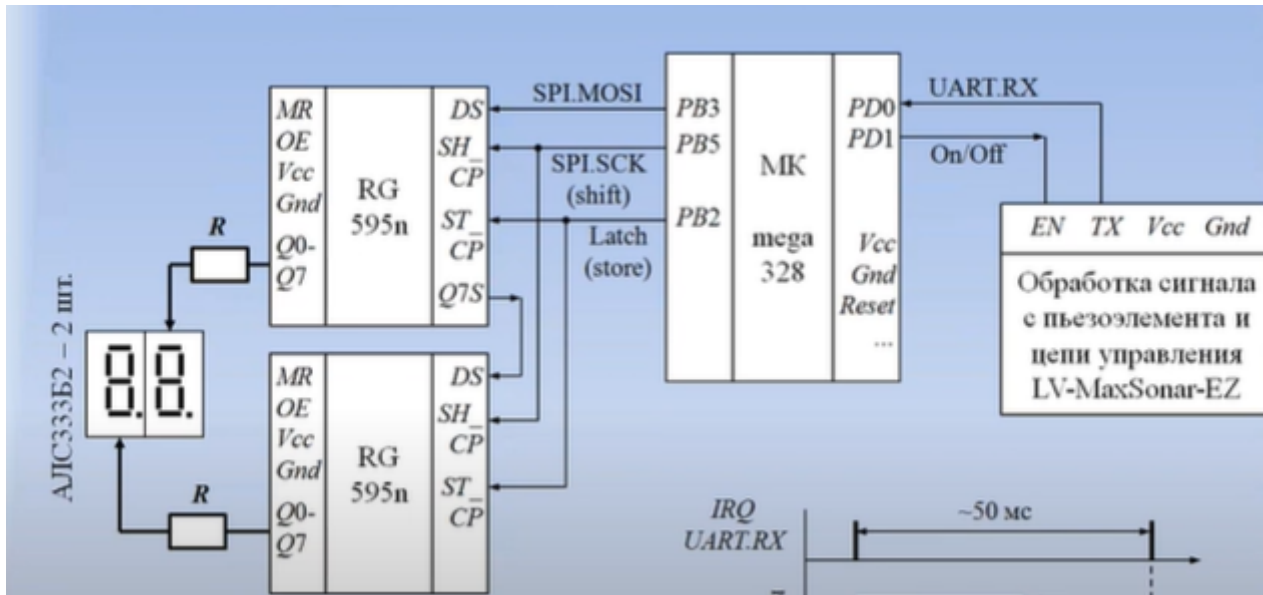 MR
OE
Vcc
Gnd
Q0-
Q7
RG
595n
DS
SH_
CP
ST_
CP
Q7S
R
АЛС333Б2 – 2 шт.
8.8.
R
MR
OE
Vcc
Gnd
Q0-
Q7
RG
595n
DS
SH_
CP
ST_
CP
SPI.MOSI
SPI.SCK
(shift)
Latch
(store)
PB3
PB5
PB2
МК
mega
328
PD0
PD1
Vcc
Gnd
Reset
...
UART.RX
On/Off
EN TX Vcc Gnd
Обработка сигнала
с пьезоэлемента и
цепи управления
LV-MaxSonar-EZ
IRQ
UART.RX
~50 мс